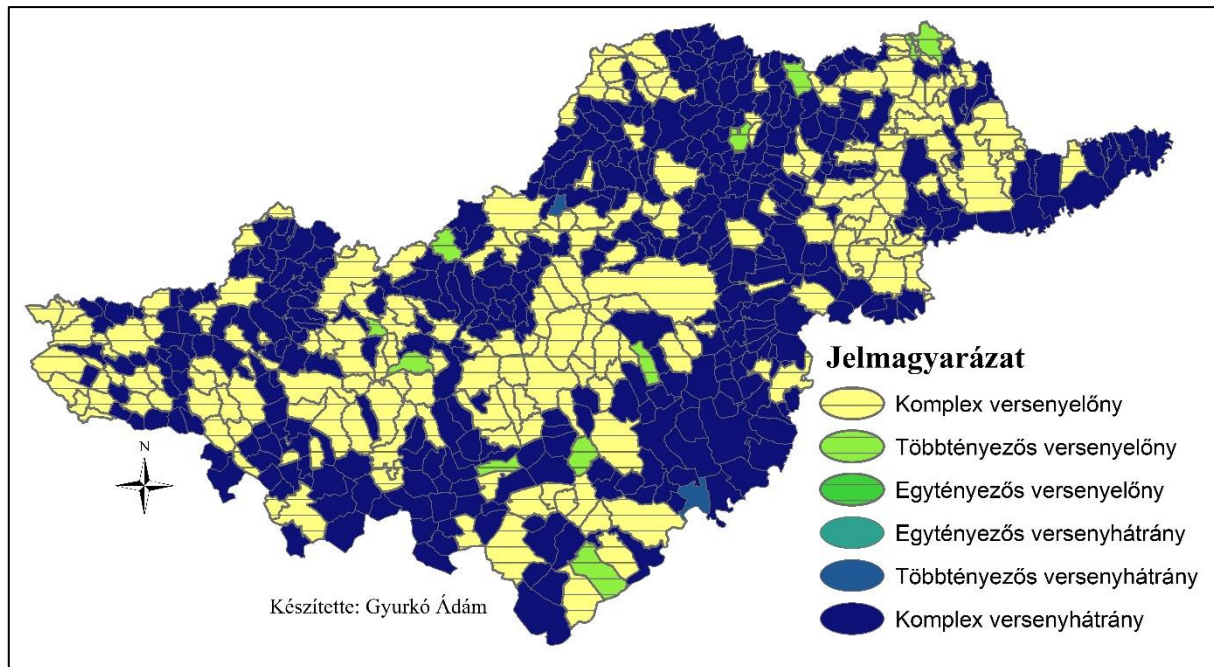 Jelmagyarázat
Komplex versenyelőny
Többtényezős versenyelőny
Egytényezős versenyelőny
Egytényezős versenyhátrány
Többtényezős versenyhátrány
Komplex versenyhátrány
N
Készítette: Gyurkó Ádám